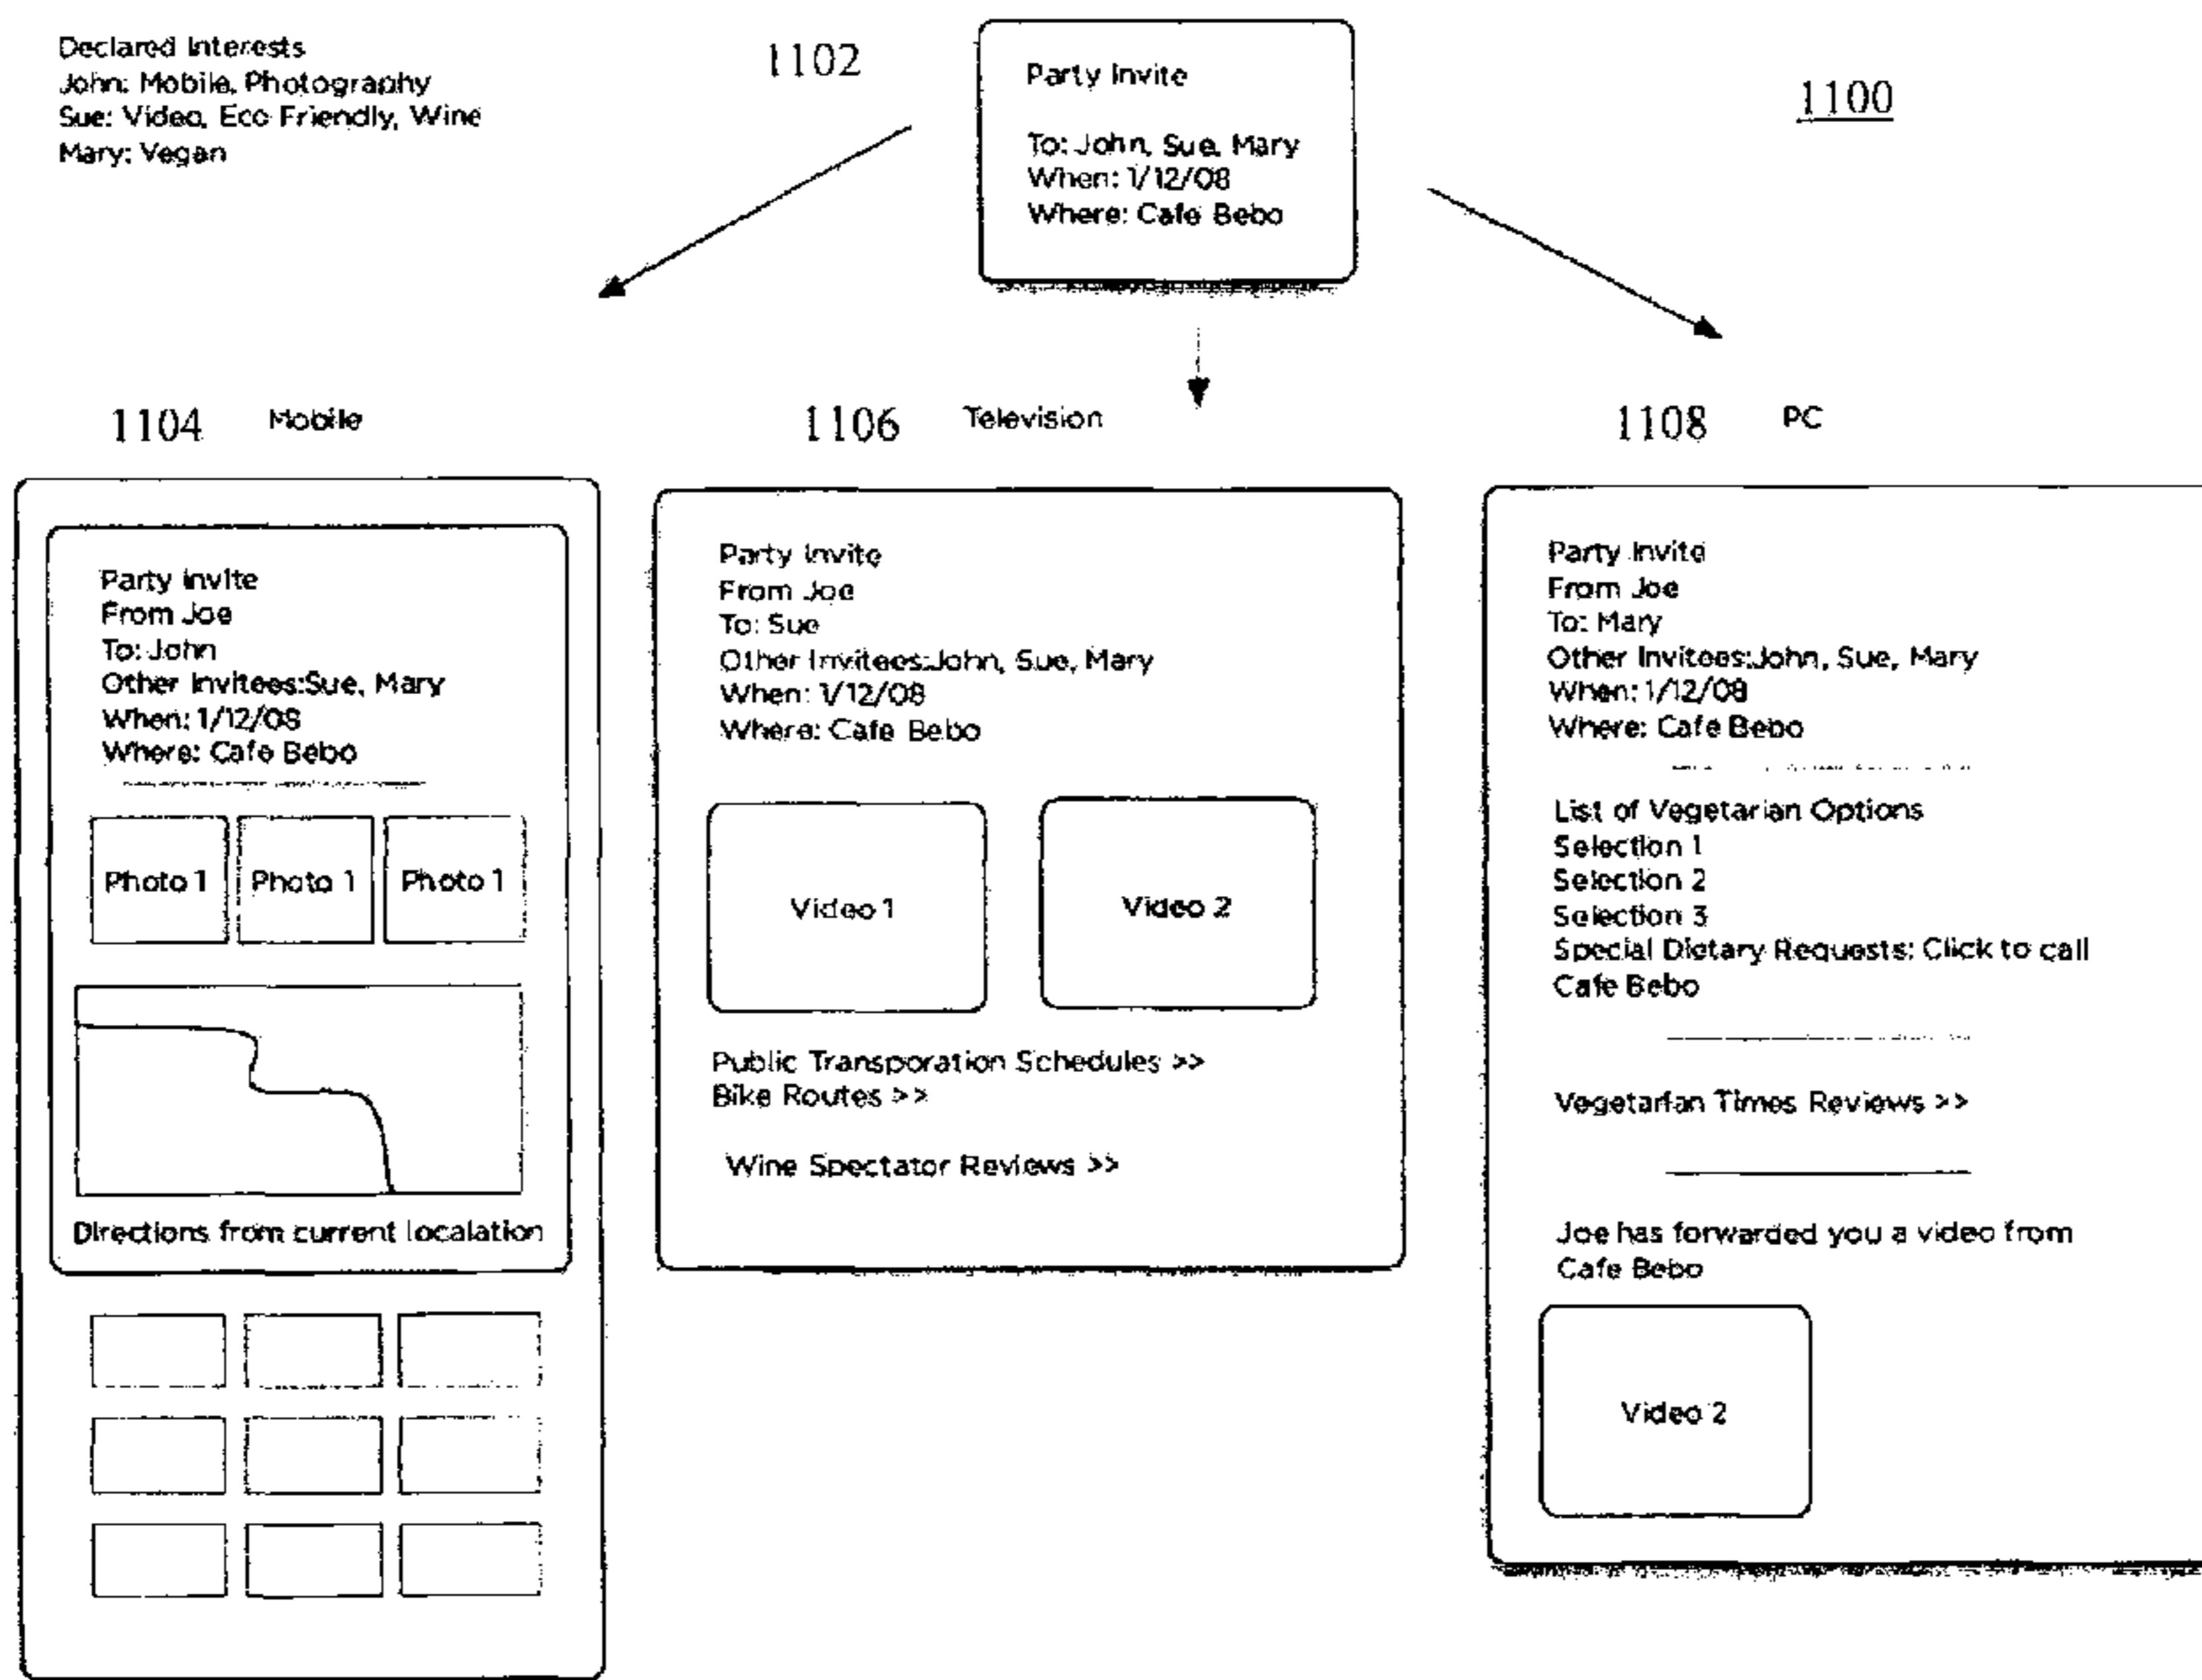 Declared Interests
John: Mobile, Photography
Sue: Video, Eco Friendly, Wine
Mary: Vegan
1102
Party Invite
To: John, Sue, Mary
When: 1/12/08
Where: Cafe Bebo
1100
1104 Mobile
Party Invite
From Joe
To: John
Other Invitees:Sue, Mary
When: 1/12/08
Where: Cafe Bebo
Photo 1 Photo 1 Photo 1
Directions from current localation
1106 Television
Party Invite
From Joe
To: Sue
Other Invitees:John, Sue, Mary
When: 1/12/08
Where: Cafe Bebo
Video 1 Video 2
Public Transporation Schedules >>
Bike Routes >>
Wine Spectator Reviews >>
1108 PC
Party Invite
From Joe
To: Mary
Other Invitees:John, Sue, Mary
When: 1/12/08
Where: Cafe Bebo
List of Vegetarian Options
Selection 1
Selection 2
Selection 3
Special Dietary Requests: Click to call
Cafe Bebo
Vegetarian Times Reviews >>
Joe has forwarded you a video from
Cafe Bebo
Video 2